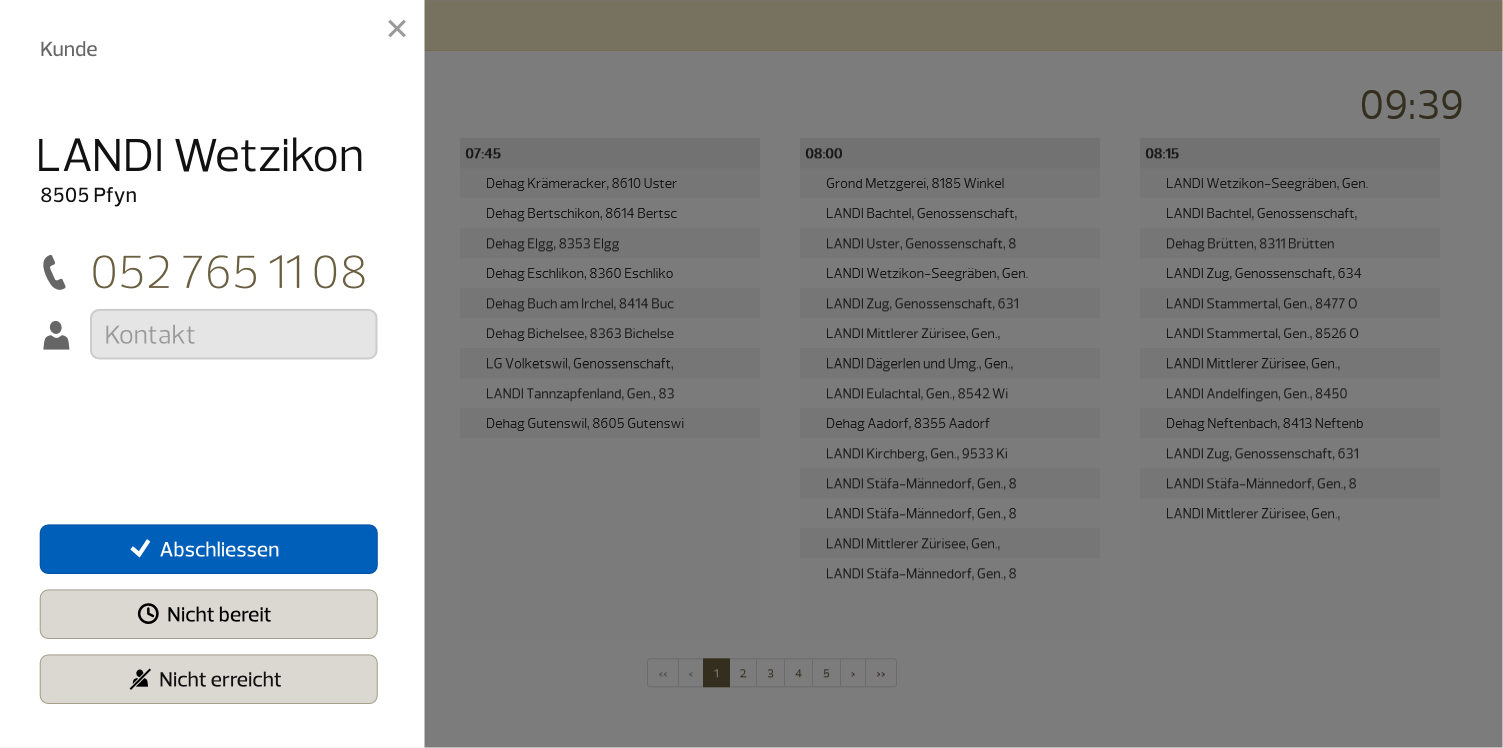 Kunde
LANDI Wetzikon
8505 Pfyn
052 765 11 08
Kontakt
Abschliessen
Nicht bereit
Nicht erreicht
09:39
07:45
Dehag Krämeracker, 8610 Uster
Dehag Bertschikon, 8614 Bertsc
Dehag Elgg, 8353 Elgg
Dehag Eschlikon, 8360 Eschliko
Dehag Buch am Irchel, 8414 Buc
Dehag Bichelsee, 8363 Bichelse
LG Volketswil, Genossenschaft,
LANDI Tannzapfenland, Gen., 83
Dehag Gutenswil, 8605 Gutenswi
08:00
Grond Metzgerei, 8185 Winkel
LANDI Bachtel, Genossenschaft,
LANDI Uster, Genossenschaft, 8
LANDI Wetzikon-Seegräben, Gen.
LANDI Zug, Genossenschaft, 631
LANDI Mittlerer Zürisee, Gen.,
LANDI Dägerlen und Umg., Gen.,
LANDI Eulachtal, Gen., 8542 Wi
Dehag Aadorf, 8355 Aadorf
LANDI Kirchberg, Gen., 9533 Ki
LANDI Stäfa-Männedorf, Gen., 8
LANDI Stäfa-Männedorf, Gen., 8
LANDI Mittlerer Zürisee, Gen.,
LANDI Stäfa-Männedorf, Gen., 8
08:15
LANDI Wetzikon-Seegräben, Gen.
LANDI Bachtel, Genossenschaft,
Dehag Brütten, 8311 Brütten
LANDI Zug, Genossenschaft, 634
LANDI Stammertal, Gen., 8477 O
LANDI Stammertal, Gen., 8526 O
LANDI Mittlerer Zürisee, Gen.,
LANDI Andelfingen, Gen., 8450
Dehag Neftenbach, 8413 Neftenb
LANDI Zug, Genossenschaft, 631
LANDI Stäfa-Männedorf, Gen., 8
LANDI Mittlerer Zürisee, Gen.,
‹‹ ‹ 1 2 3 4 5 › ››